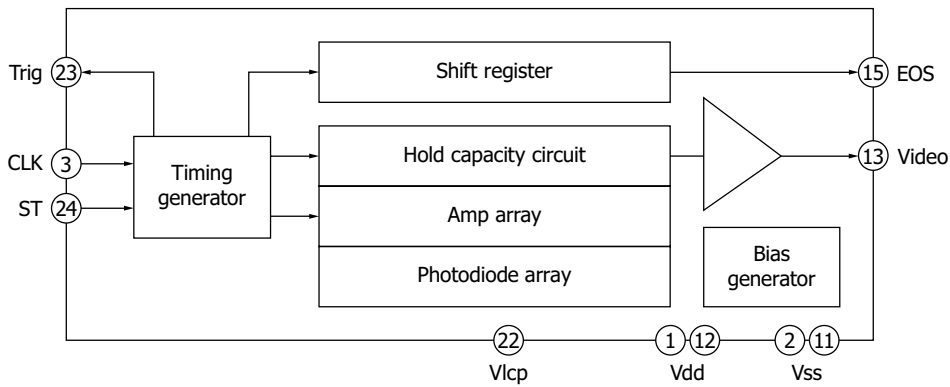 Trig
23
CLK
3
ST
24
Timing
generator
Shift register
Hold capacity circuit
Amp array
Photodiode array
Bias
generator
15
EOS
13
Video
22
Vlcp
1
12
Vdd
2
11
Vss